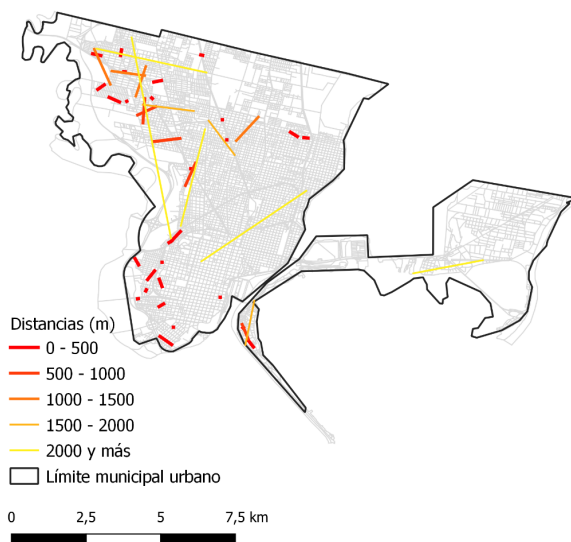 Distancias (m)
0 - 500
500 - 1000
1000 - 1500
1500 - 2000
2000 y más
Límite municipal urbano
0 2,5 5 7,5 km